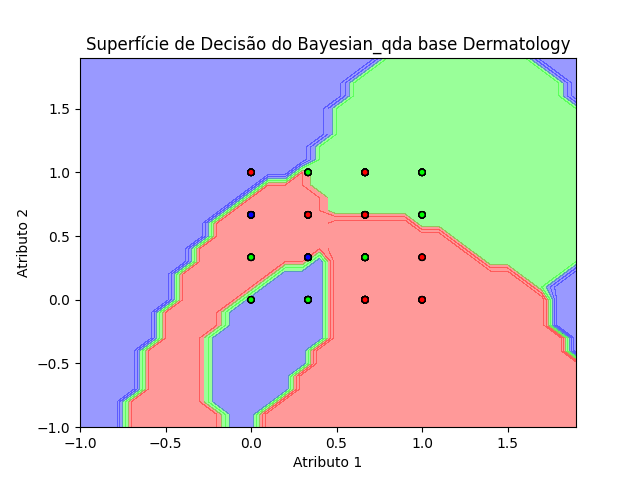 Superfície de Decisão do Bayesian_qda base Dermatology
Atributo 2
1.5
1.0
0.5
0.0
−0.5
−1.0
−1.0 −0.5 0.0 0.5 1.0 1.5
Atributo 1